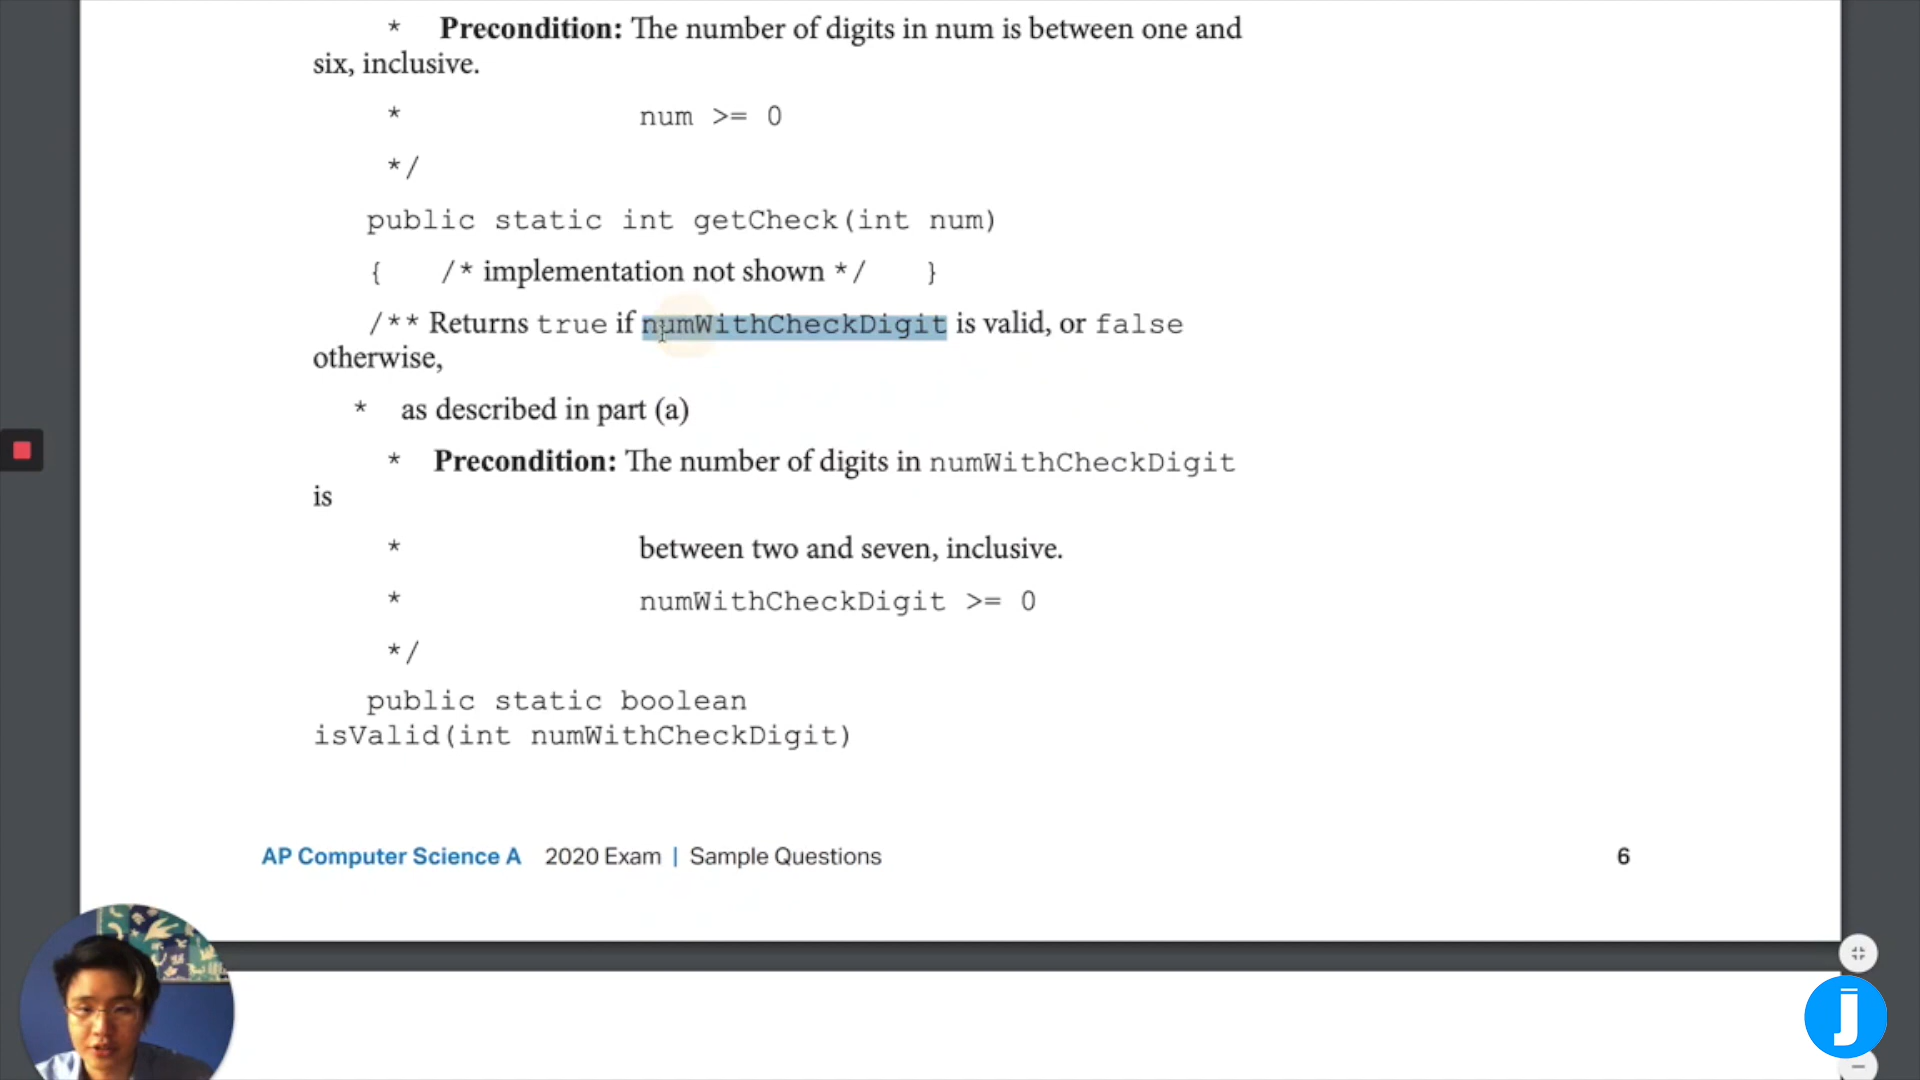 * Precondition: The number of digits in num is between one and
six, inclusive.
* num >= 0
*/
public static int getCheck(int num)
{ /* implementation not shown */ }
/** Returns true if numWithCheckDigit is valid, or false
otherwise,
* as described in part (a)
* Precondition: The number of digits in numWithCheckDigit
is
* between two and seven, inclusive.
* numWithCheckDigit >= 0
*/
public static boolean
isValid(int numWithCheckDigit)
AP Computer Science A 2020 Exam | Sample Questions 6
J